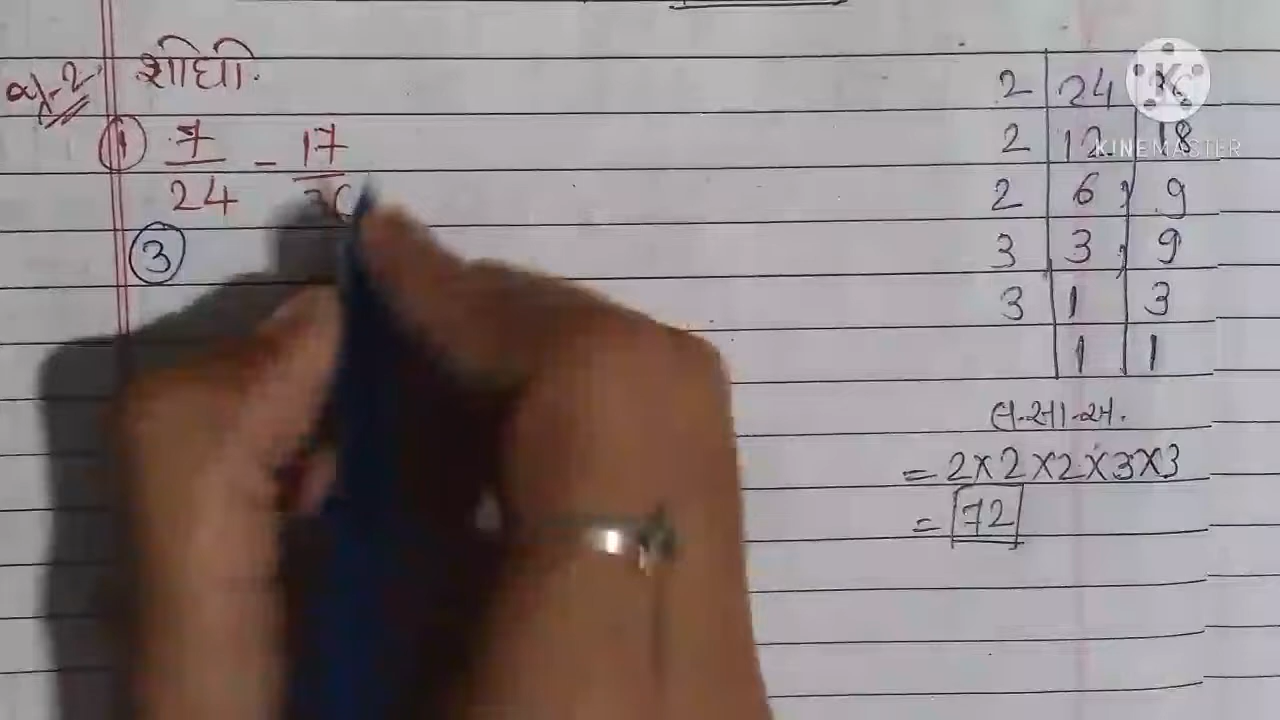 શોધો.
① 7/24 - 17/36
③
2 | 24 | 36
2 | 12 | 18
2 | 6, | 9
3 | 3, | 9
3 | 1 | 3
1 | 1
લ.સા.અ.
= 2×2×2×3×3
= 72
KINEMASTER